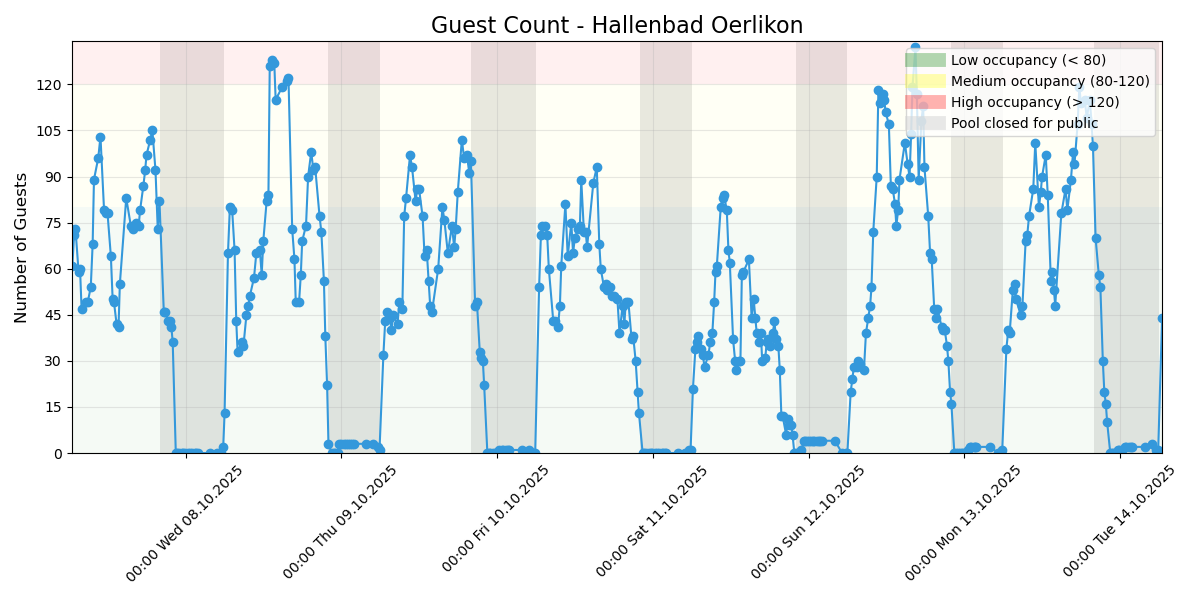 Guest Count - Hallenbad Oerlikon
Low occupancy (< 80)
Medium occupancy (80-120)
High occupancy (> 120)
Pool closed for public
Number of Guests
120
105
90
75
60
45
30
15
0
00:00 Wed 08.10.2025
00:00 Thu 09.10.2025
00:00 Fri 10.10.2025
00:00 Sat 11.10.2025
00:00 Sun 12.10.2025
00:00 Mon 13.10.2025
00:00 Tue 14.10.2025